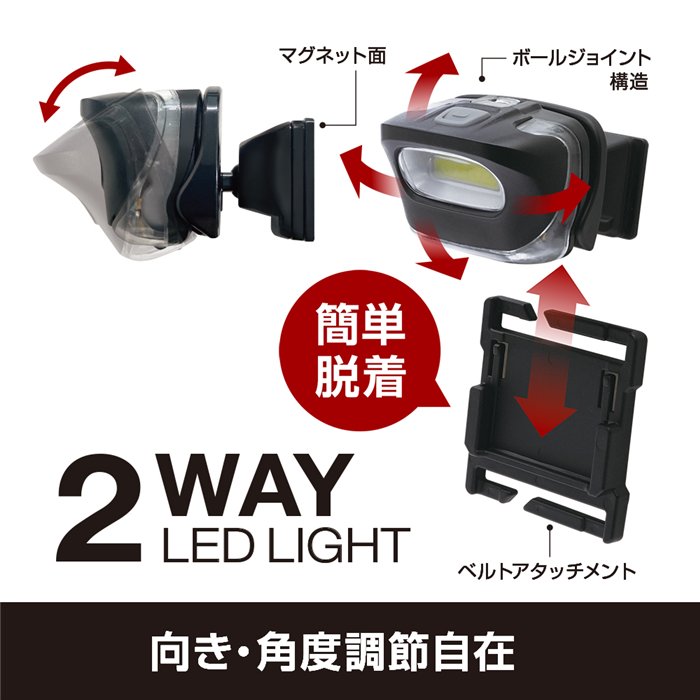 マグネット面
ボールジョイント
構造
簡単
脱着
2 WAY
LED LIGHT
ベルトアタッチメント
向き・角度調節自在